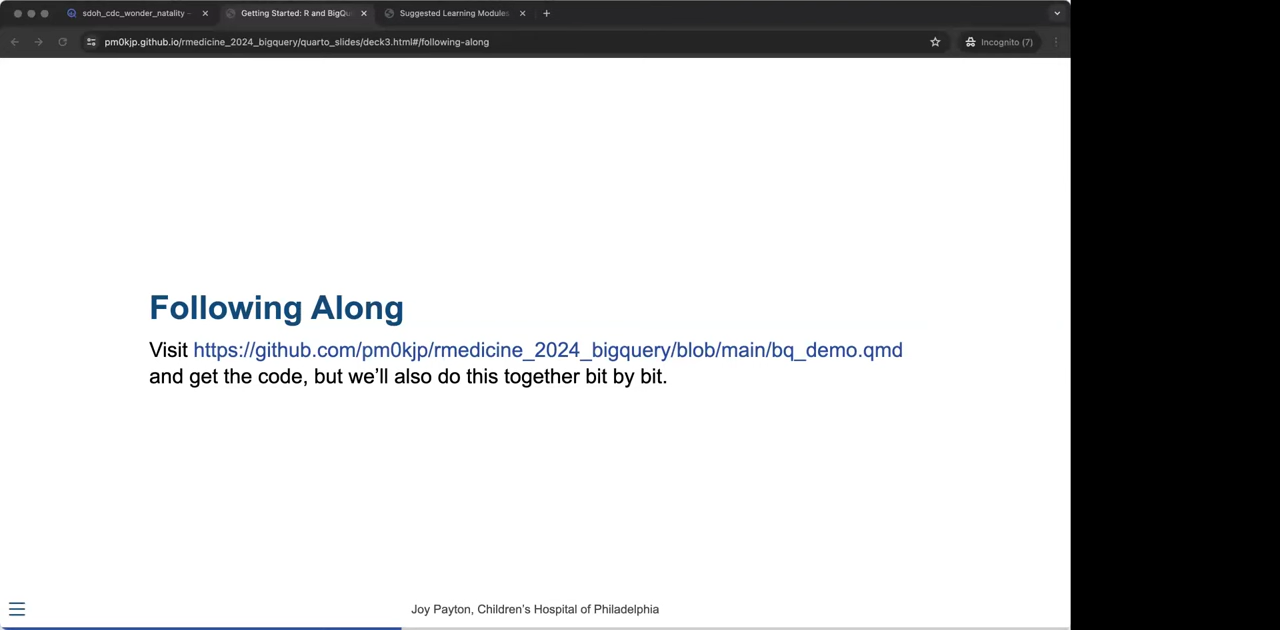 sdoh_cdc_wonder_natality -
Getting Started: R and BigQu
Suggested Learning Modules
pm0kjp.github.io/rmedicine_2024_bigquery/quarto_slides/deck3.html#/following-along
Incognito (7)
Following Along
Visit https://github.com/pm0kjp/rmedicine_2024_bigquery/blob/main/bq_demo.qmd
and get the code, but we’ll also do this together bit by bit.
Joy Payton, Children’s Hospital of Philadelphia